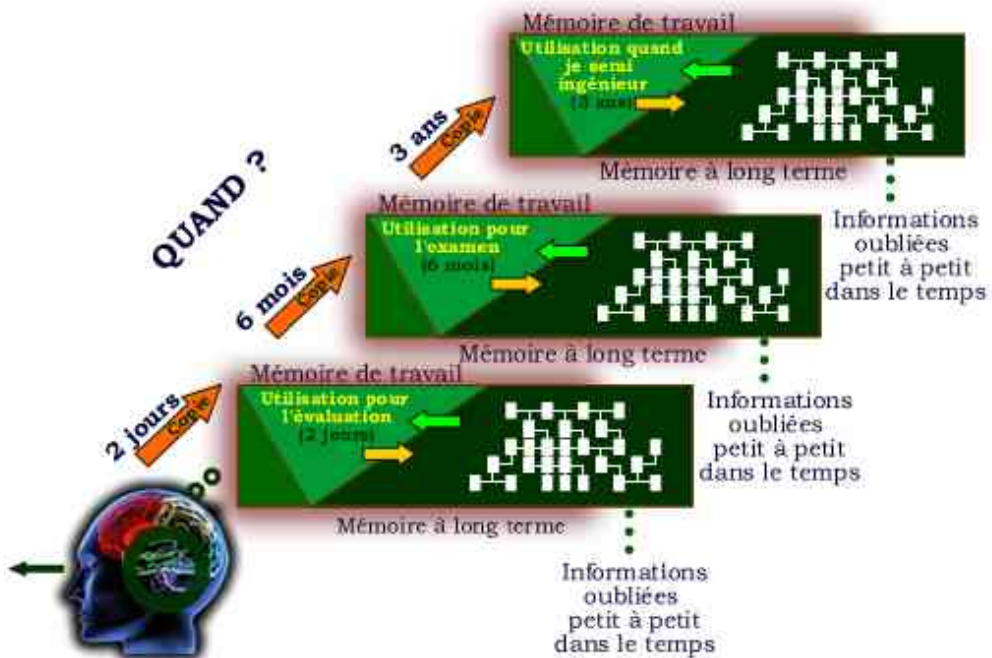 Mémoire de travail
Utilisation quand
je serai
ingénieur
(3 ans)
3 ans
Copie
Mémoire à long terme
QUAND ?
Informations
oubliées
petit à petit
dans le temps
Mémoire de travail
Utilisation pour
l'examen
(6 mois)
6 mois
Copie
Mémoire à long terme
Informations
oubliées
petit à petit
dans le temps
Mémoire de travail
Utilisation pour
l'évaluation
(2 jours)
2 jours
Copie
Mémoire à long terme
Informations
oubliées
petit à petit
dans le temps